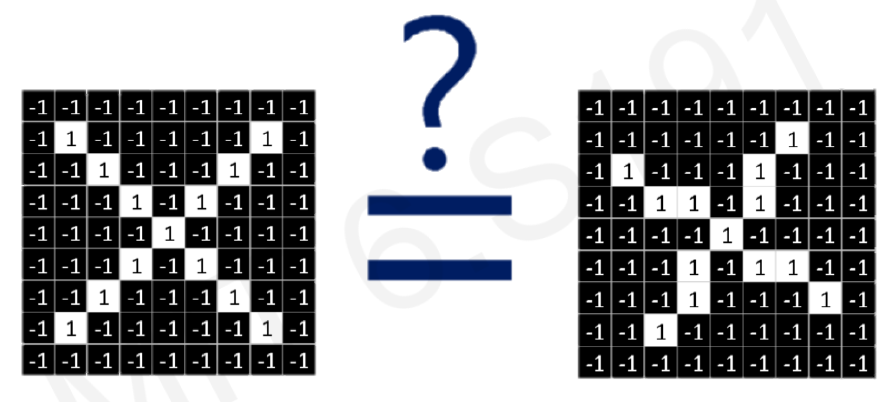 -1 -1 -1 -1 -1 -1 -1 -1 -1
-1 1 -1 -1 -1 -1 -1 1 -1
-1 -1 1 -1 -1 -1 1 -1 -1
-1 -1 -1 1 -1 1 -1 -1 -1
-1 -1 -1 -1 1 -1 -1 -1 -1
-1 -1 -1 1 -1 1 -1 -1 -1
-1 -1 1 -1 -1 -1 1 -1 -1
-1 1 -1 -1 -1 -1 -1 1 -1
-1 -1 -1 -1 -1 -1 -1 -1 -1
?
=
-1 -1 -1 -1 -1 -1 -1 -1 -1
-1 -1 -1 -1 -1 -1 1 -1 -1
-1 1 -1 -1 -1 1 -1 -1 -1
-1 -1 1 1 -1 1 -1 -1 -1
-1 -1 -1 -1 1 -1 -1 -1 -1
-1 -1 -1 1 -1 1 1 -1 -1
-1 -1 -1 1 -1 -1 -1 1 -1
-1 -1 1 -1 -1 -1 -1 -1 -1
-1 -1 -1 -1 -1 -1 -1 -1 -1
MIT 6.S191